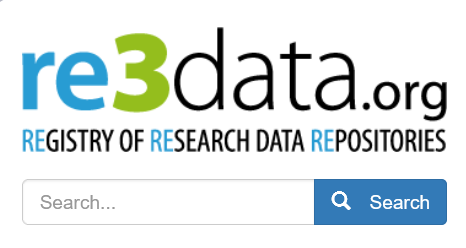 re3data.org
REGISTRY OF RESEARCH DATA REPOSITORIES
Search... Search